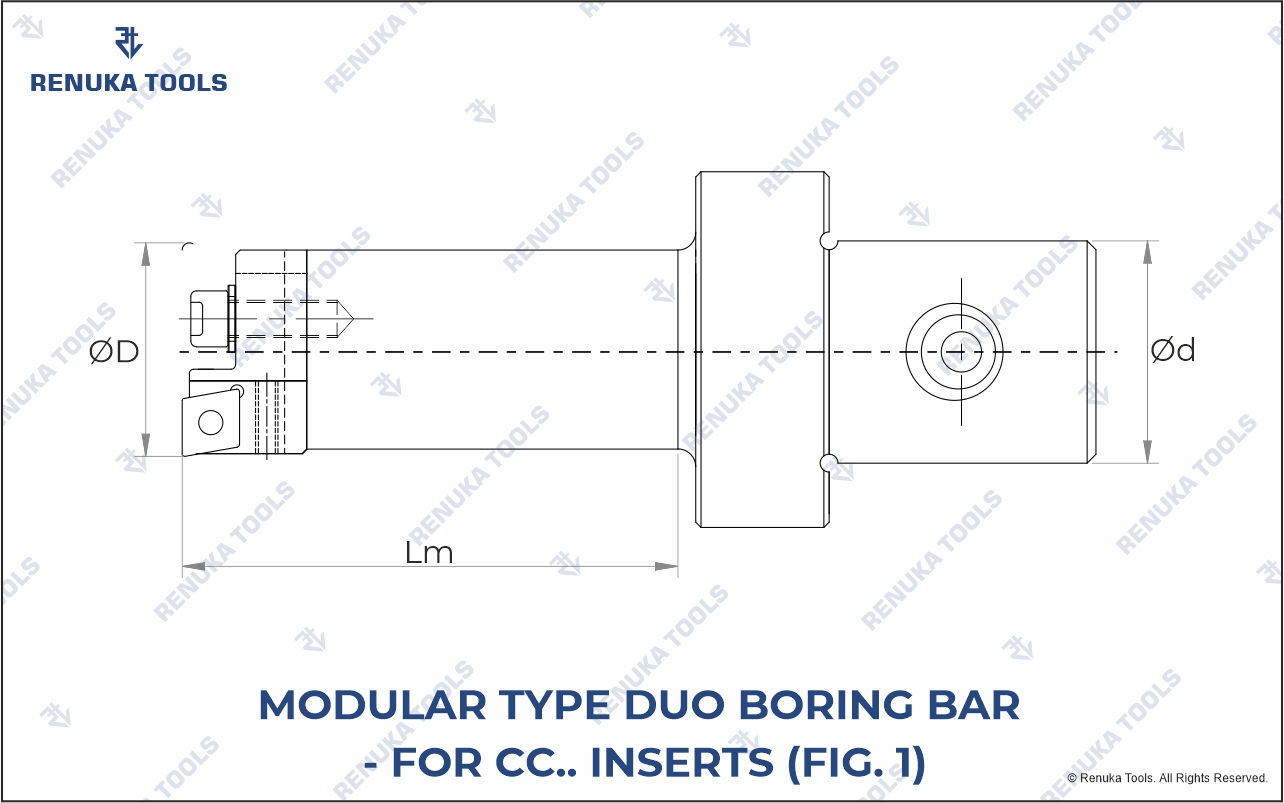 RENUKA TOOLS
ØD
Ød
Lm
MODULAR TYPE DUO BORING BAR
- FOR CC.. INSERTS (FIG. 1)
© Renuka Tools. All Rights Reserved.